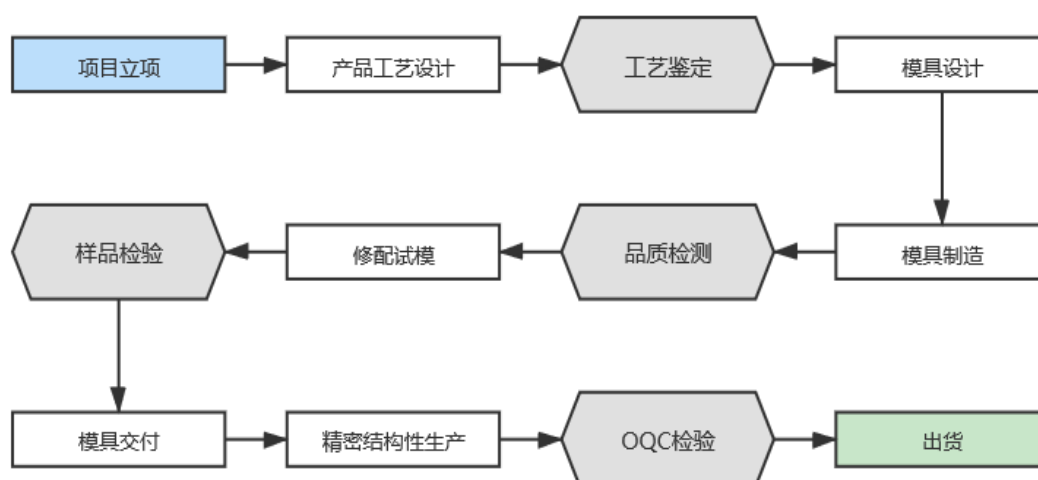 项目立项
产品工艺设计
工艺鉴定
模具设计
样品检验
修配试模
品质检测
模具制造
模具交付
精密结构性生产
OQC检验
出货